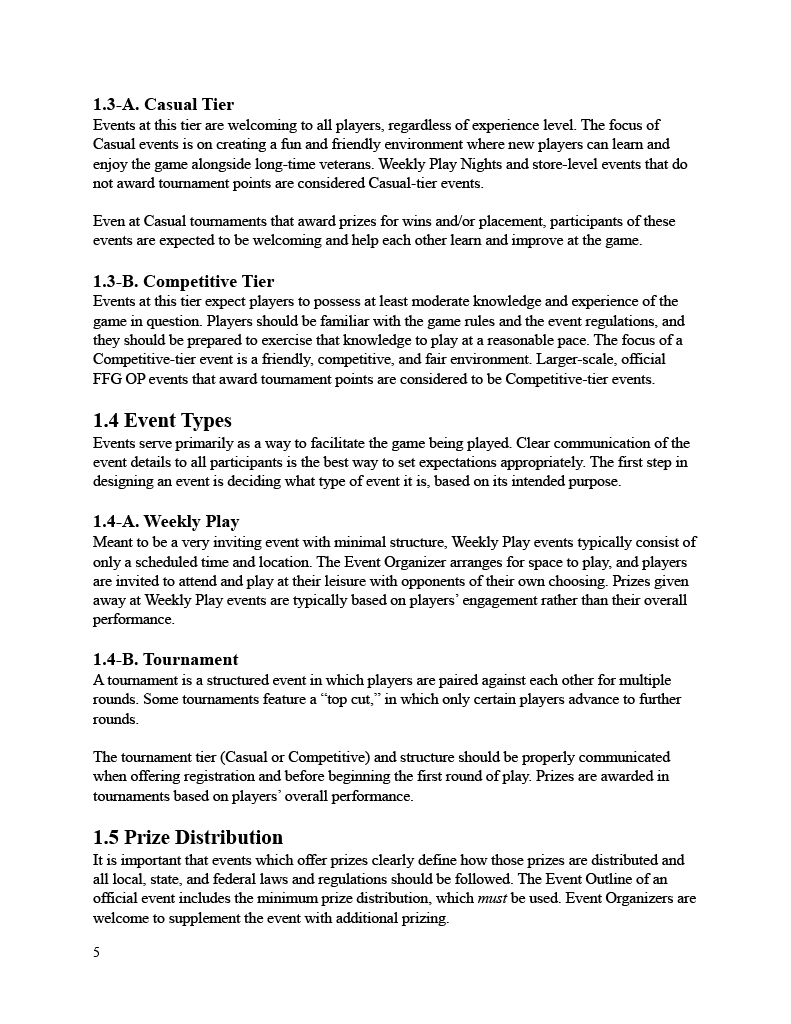 1.3-A. Casual Tier
Events at this tier are welcoming to all players, regardless of experience level. The focus of
Casual events is on creating a fun and friendly environment where new players can learn and
enjoy the game alongside long-time veterans. Weekly Play Nights and store-level events that do
not award tournament points are considered Casual-tier events.
Even at Casual tournaments that award prizes for wins and/or placement, participants of these
events are expected to be welcoming and help each other learn and improve at the game.
1.3-B. Competitive Tier
Events at this tier expect players to possess at least moderate knowledge and experience of the
game in question. Players should be familiar with the game rules and the event regulations, and
they should be prepared to exercise that knowledge to play at a reasonable pace. The focus of a
Competitive-tier event is a friendly, competitive, and fair environment. Larger-scale, official
FFG OP events that award tournament points are considered to be Competitive-tier events.
1.4 Event Types
Events serve primarily as a way to facilitate the game being played. Clear communication of the
event details to all participants is the best way to set expectations appropriately. The first step in
designing an event is deciding what type of event it is, based on its intended purpose.
1.4-A. Weekly Play
Meant to be a very inviting event with minimal structure, Weekly Play events typically consist of
only a scheduled time and location. The Event Organizer arranges for space to play, and players
are invited to attend and play at their leisure with opponents of their own choosing. Prizes given
away at Weekly Play events are typically based on players’ engagement rather than their overall
performance.
1.4-B. Tournament
A tournament is a structured event in which players are paired against each other for multiple
rounds. Some tournaments feature a “top cut,” in which only certain players advance to further
rounds.
The tournament tier (Casual or Competitive) and structure should be properly communicated
when offering registration and before beginning the first round of play. Prizes are awarded in
tournaments based on players’ overall performance.
1.5 Prize Distribution
It is important that events which offer prizes clearly define how those prizes are distributed and
all local, state, and federal laws and regulations should be followed. The Event Outline of an
official event includes the minimum prize distribution, which must be used. Event Organizers are
welcome to supplement the event with additional prizing.
5